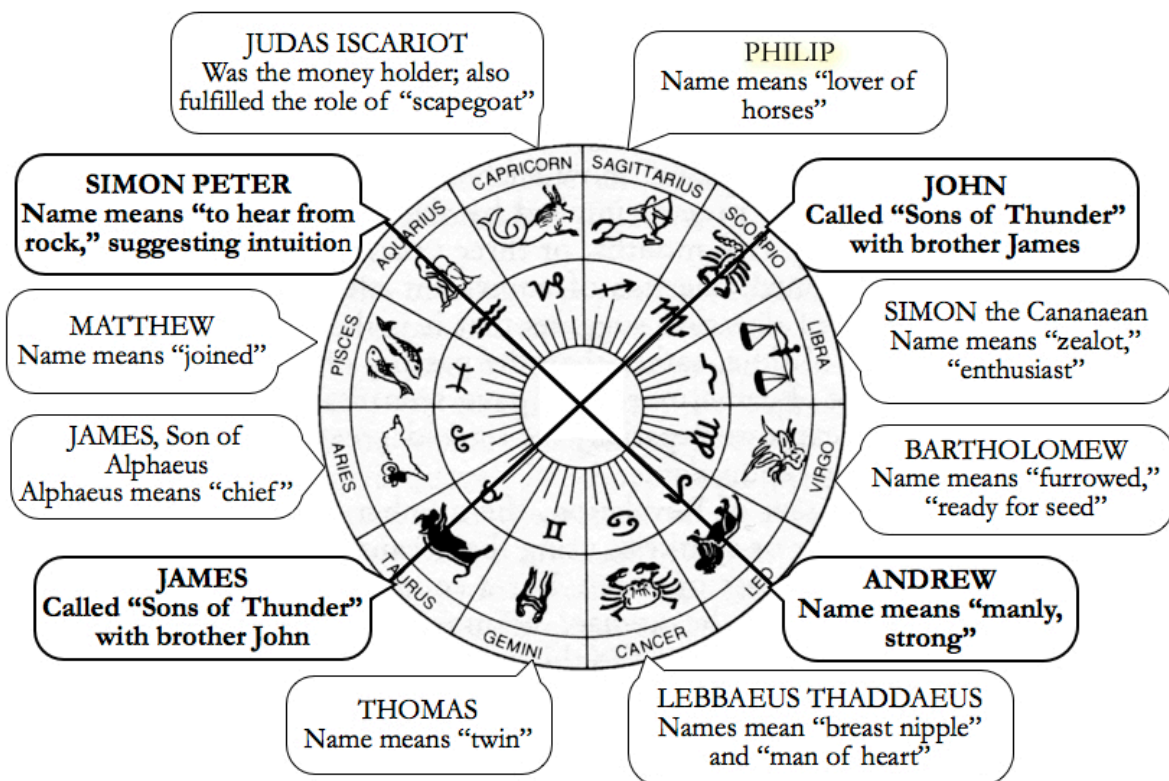 JUDAS ISCARIOT
Was the money holder; also
fulfilled the role of “scapegoat”
PHILIP
Name means “lover of
horses”
SIMON PETER
Name means “to hear from
rock,” suggesting intuition
JOHN
Called “Sons of Thunder”
with brother James
MATTHEW
Name means “joined”
SIMON the Cananaean
Name means “zealot,”
“enthusiast”
JAMES, Son of
Alphaeus
Alphaeus means “chief”
BARTHOLOMEW
Name means “furrowed,”
“ready for seed”
JAMES
Called “Sons of Thunder”
with brother John
ANDREW
Name means “manly,
strong”
THOMAS
Name means “twin”
LEBBAEUS THADDAEUS
Names mean “breast nipple”
and “man of heart”
CAPRICORN
SAGITTARIUS
SCORPIO
LIBRA
VIRGO
LEO
CANCER
GEMINI
TAURUS
ARIES
PISCES
AQUARIUS
♑
♐
♏
♎
♍
♌
♋
♊
♉
♈
♓
♒